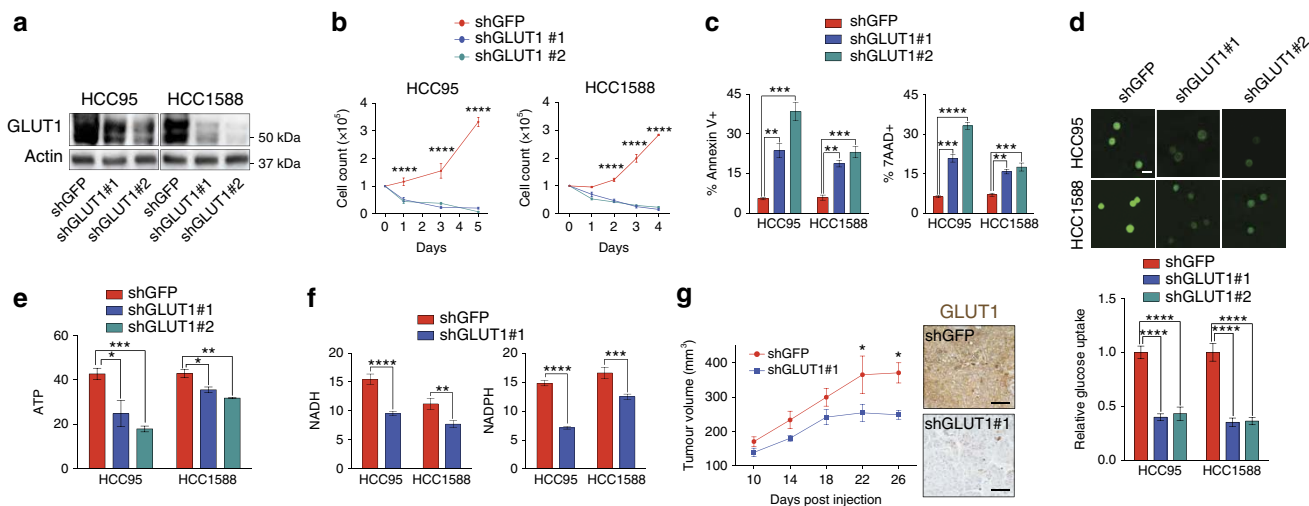 a
HCC95
HCC1588
GLUT1
50 kDa
Actin
37 kDa
shGFP
shGLUT1#1
shGLUT1#2
shGFP
shGLUT1#1
shGLUT1#2
b
shGFP
shGLUT1 #1
shGLUT1 #2
HCC95
Cell count (×10⁵)
4
3
2
1
0
****
****
****
0 1 2 3 4 5
Days
HCC1588
Cell count (×10⁵)
4
3
2
1
0
****
****
****
0 1 2 3 4
Days
c
shGFP
shGLUT1#1
shGLUT1#2
% Annexin V+
45
30
15
0
***
**
***
**
HCC95 HCC1588
% 7AAD+
45
30
15
0
****
***
***
**
HCC95 HCC1588
d
shGFP
shGLUT1#1
shGLUT1#2
HCC95
HCC1588
shGFP
shGLUT1#1
shGLUT1#2
Relative glucose uptake
1.5
1.0
0.5
0.0
****
****
****
****
HCC95 HCC1588
e
shGFP
shGLUT1#1
shGLUT1#2
ATP
60
40
20
0
***
*
**
*
HCC95 HCC1588
f
shGFP
shGLUT1#1
NADH
20
15
10
5
0
****
**
HCC95 HCC1588
NADPH
20
15
10
5
0
****
***
HCC95 HCC1588
g
shGFP
shGLUT1#1
Tumour volume (mm³)
400
300
200
100
*
*
10 14 18 22 26
Days post injection
GLUT1
shGFP
shGLUT1#1